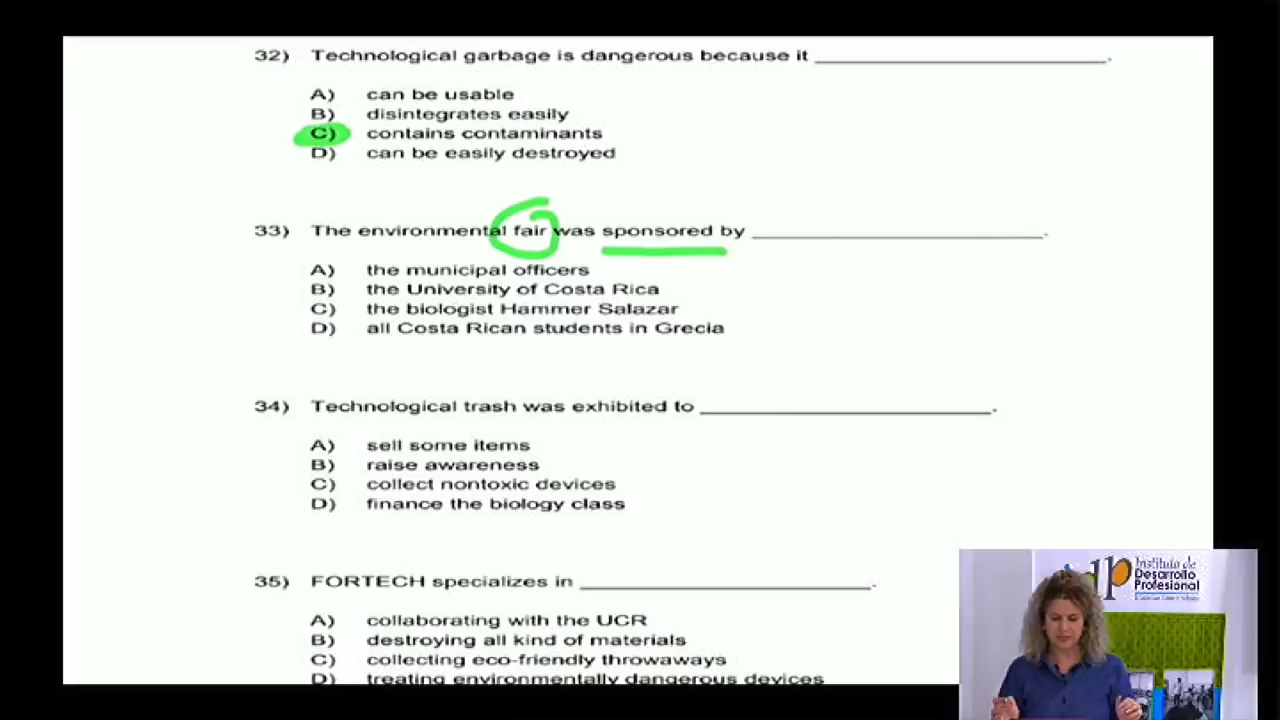 32) Technological garbage is dangerous because it ______________________.
A) can be usable
B) disintegrates easily
C) contains contaminants
D) can be easily destroyed
33) The environmental fair was sponsored by ______________________.
A) the municipal officers
B) the University of Costa Rica
C) the biologist Hammer Salazar
D) all Costa Rican students in Grecia
34) Technological trash was exhibited to ______________________.
A) sell some items
B) raise awareness
C) collect nontoxic devices
D) finance the biology class
35) FORTECH specializes in ______________________.
A) collaborating with the UCR
B) destroying all kind of materials
C) collecting eco-friendly throwaways
D) treating environmentally dangerous devices
Instituto de
Desarrollo
Profesional